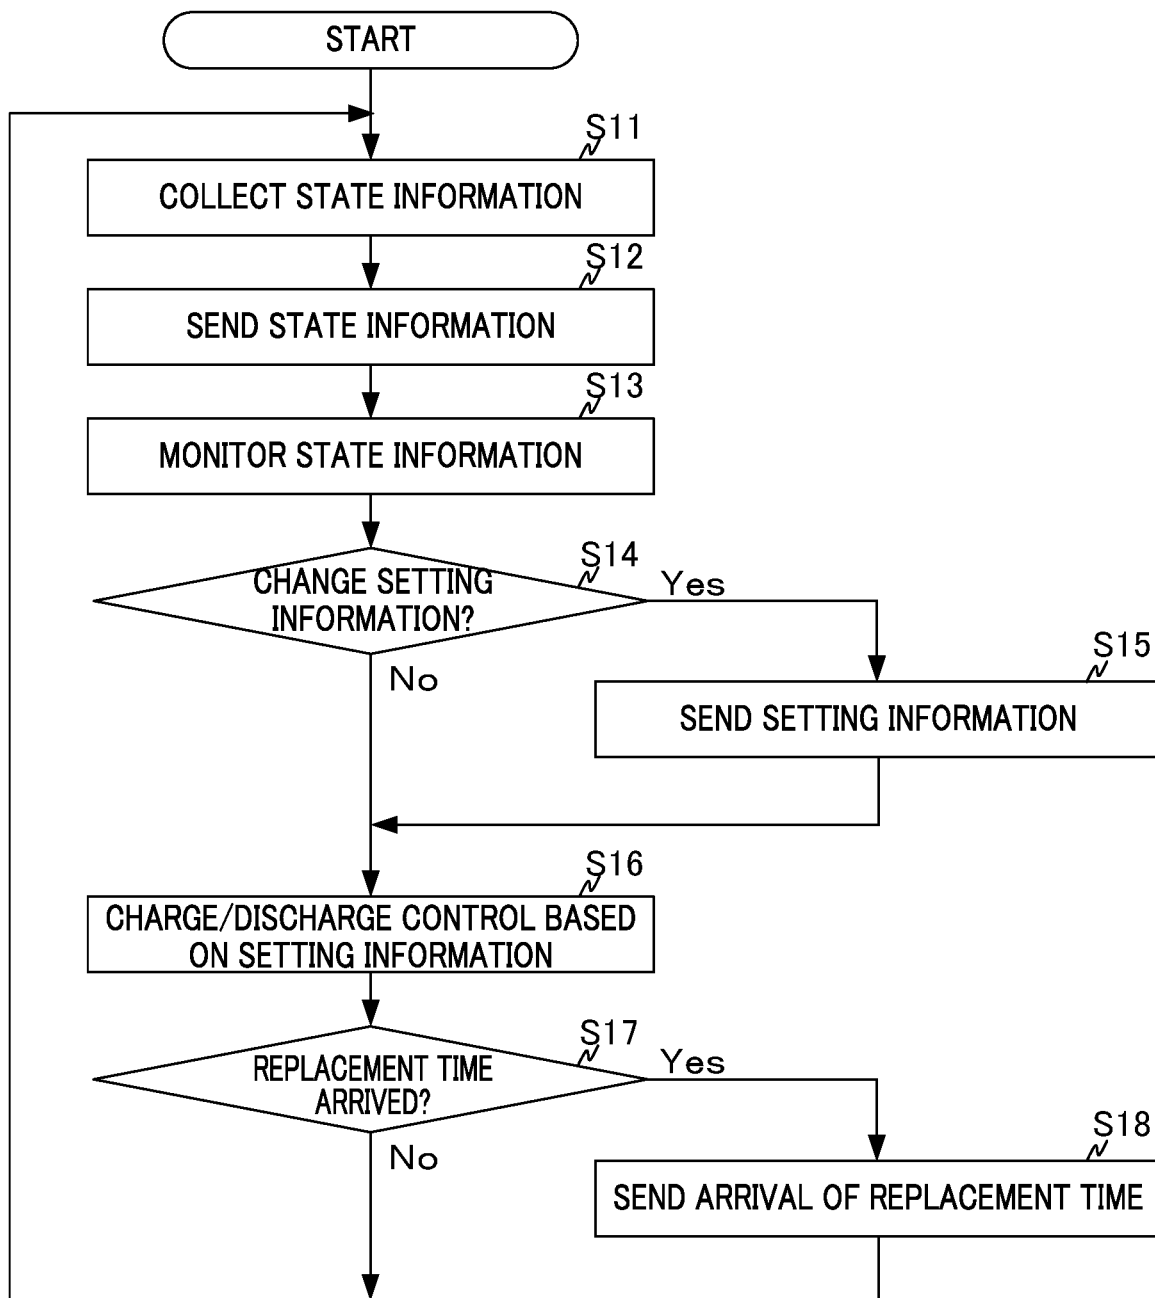 START
S11
COLLECT STATE INFORMATION
S12
SEND STATE INFORMATION
S13
MONITOR STATE INFORMATION
S14
CHANGE SETTING
INFORMATION?
Yes
No
S15
SEND SETTING INFORMATION
S16
CHARGE/DISCHARGE CONTROL BASED
ON SETTING INFORMATION
S17
REPLACEMENT TIME
ARRIVED?
Yes
No
S18
SEND ARRIVAL OF REPLACEMENT TIME